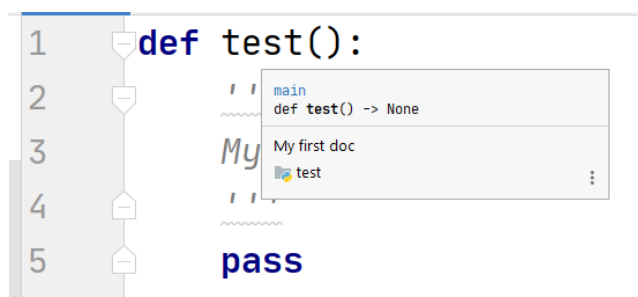 1 def test():
2 ''
main
def test() -> None
3 My
My first doc
test
4 '''
5 pass